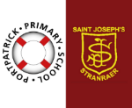 PORTPATRICK • PRIMARY • SCHOOL •
SAINT JOSEPH'S
STRANRAER